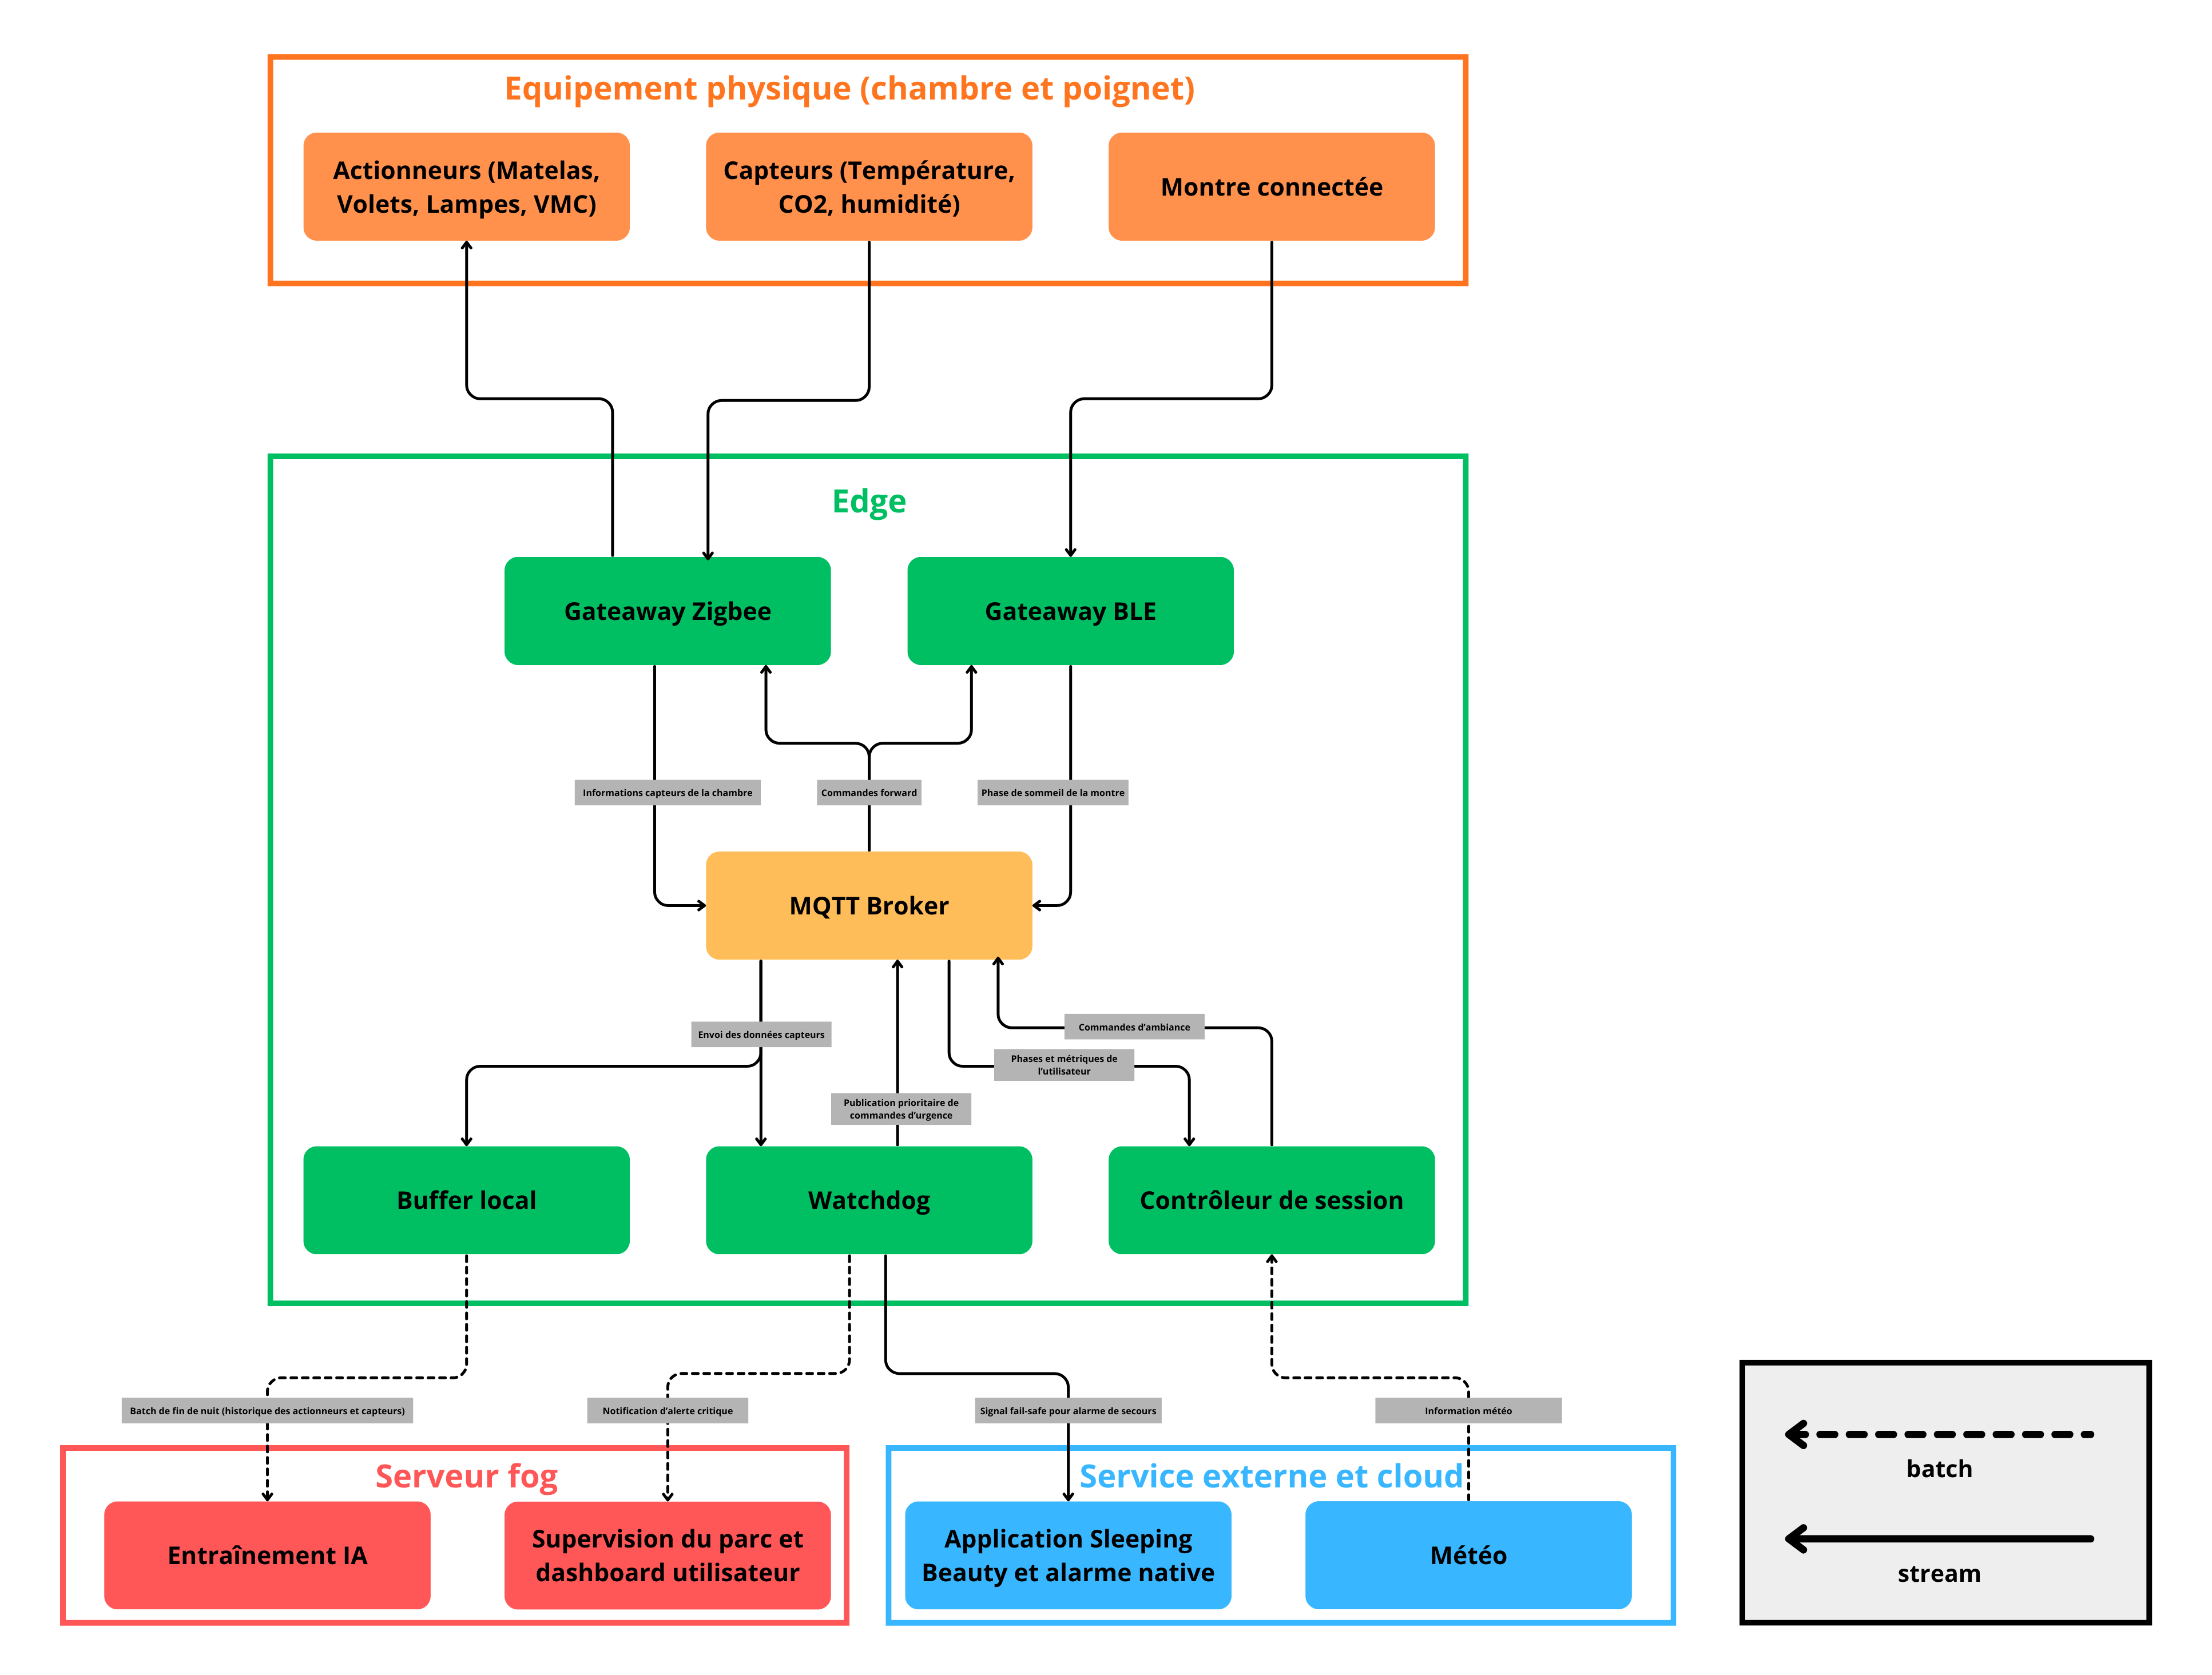 Equipement physique (chambre et poignet)
Actionneurs (Matelas,
Volets, Lampes, VMC)
Capteurs (Température,
CO2, humidité)
Montre connectée
Edge
Gateaway Zigbee
Gateaway BLE
Informations capteurs de la chambre
Commandes forward
Phase de sommeil de la montre
MQTT Broker
Envoi des données capteurs
Commandes d'ambiance
Phases et métriques de
l'utilisateur
Publication prioritaire de
commandes d'urgence
Buffer local
Watchdog
Contrôleur de session
Batch de fin de nuit (historique des actionneurs et capteurs)
Notification d'alerte critique
Signal fail-safe pour alarme de secours
Information météo
Serveur fog
Entraînement IA
Supervision du parc et
dashboard utilisateur
Service externe et cloud
Application Sleeping
Beauty et alarme native
Météo
batch
stream